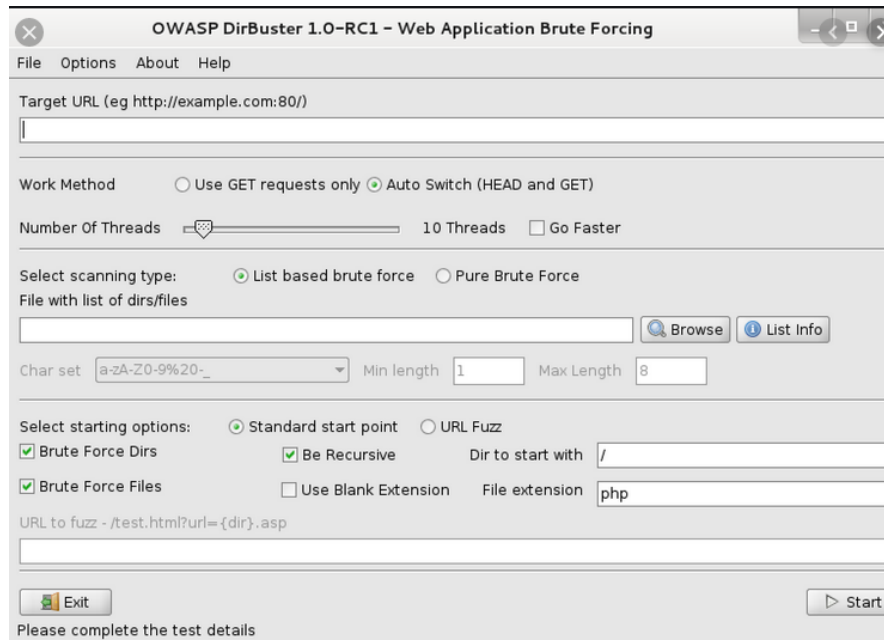 OWASP DirBuster 1.0-RC1 - Web Application Brute Forcing
File Options About Help
Target URL (eg http://example.com:80/)
Work Method Use GET requests only Auto Switch (HEAD and GET)
Number Of Threads 10 Threads Go Faster
Select scanning type: List based brute force Pure Brute Force
File with list of dirs/files
Browse List Info
Char set a-zA-Z0-9%20-_ Min length 1 Max Length 8
Select starting options: Standard start point URL Fuzz
Brute Force Dirs Be Recursive Dir to start with /
Brute Force Files Use Blank Extension File extension php
URL to fuzz - /test.html?url={dir}.asp
Exit Start
Please complete the test details